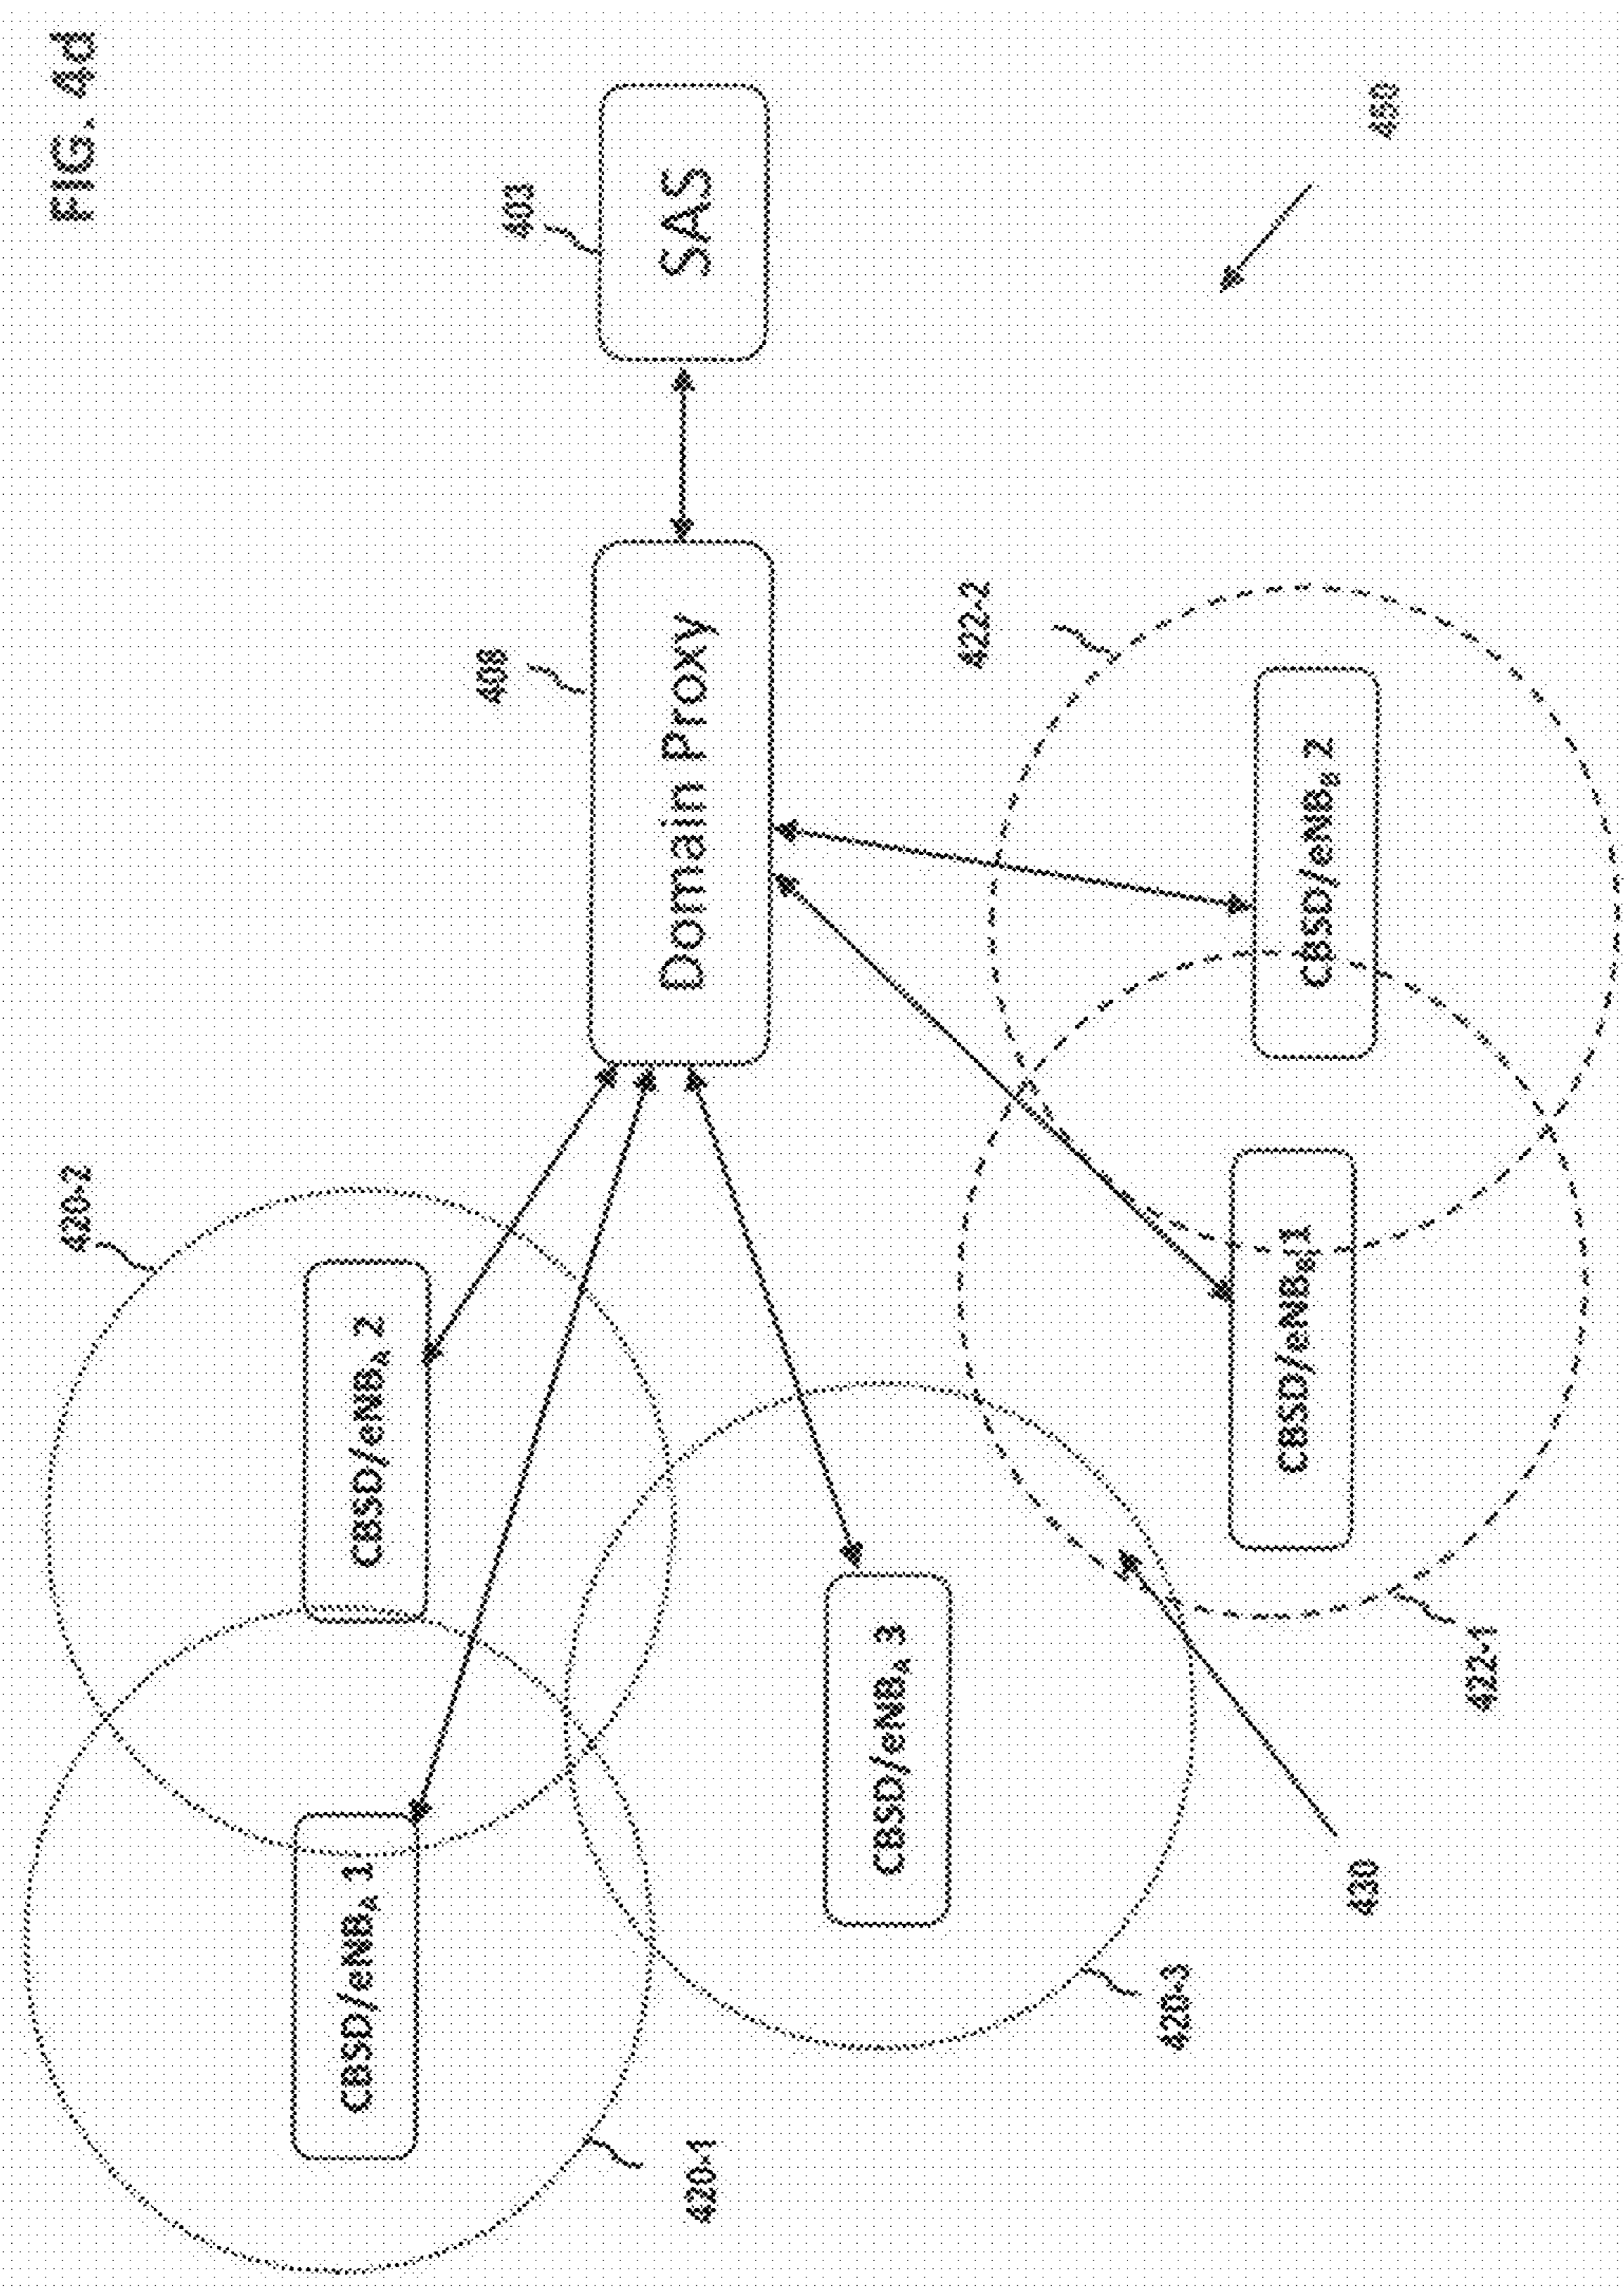 FIG. 4d
420-2
CBSD/eNB_A 1
CBSD/eNB_A 2
408
403
Domain Proxy
SAS
420-1
CBSD/eNB_A 3
422-2
420-3
CBSD/eNB_B 1
CBSD/eNB_B 2
430
422-1